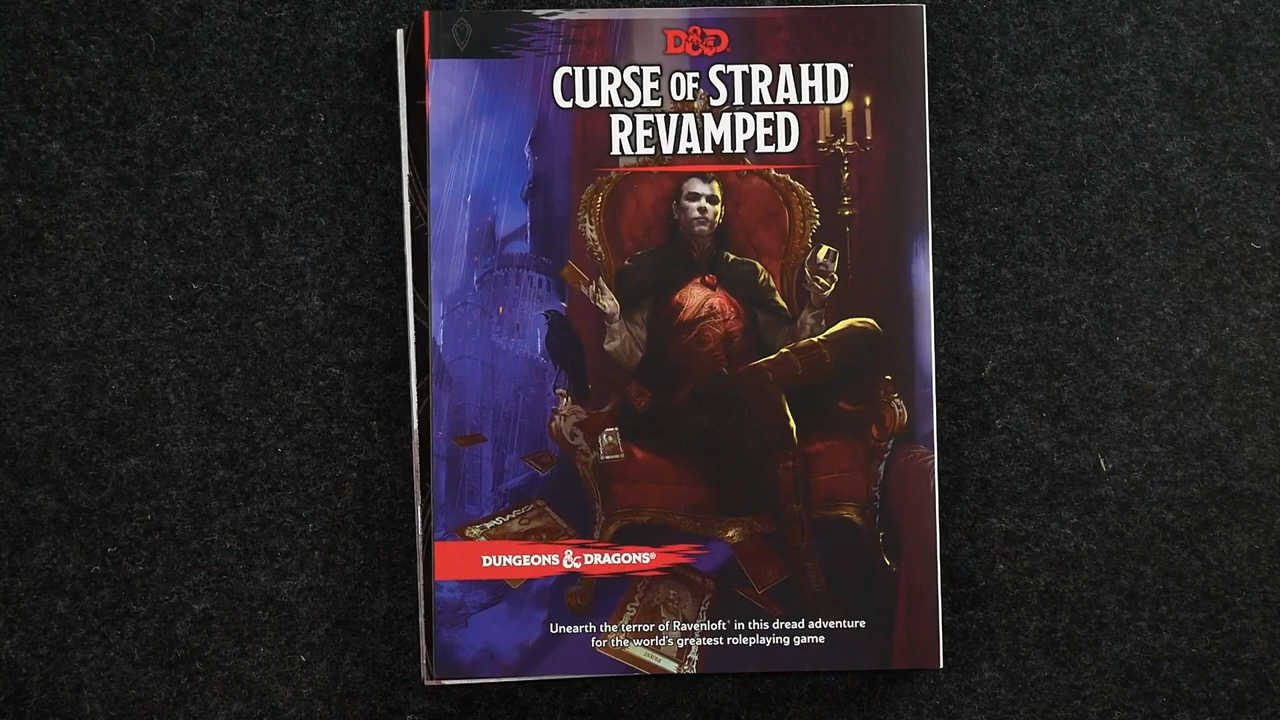 D&D®
CURSE OF STRAHD™
REVAMPED
DUNGEONS & DRAGONS®
Unearth the terror of Ravenloft® in this dread adventure
for the world's greatest roleplaying game